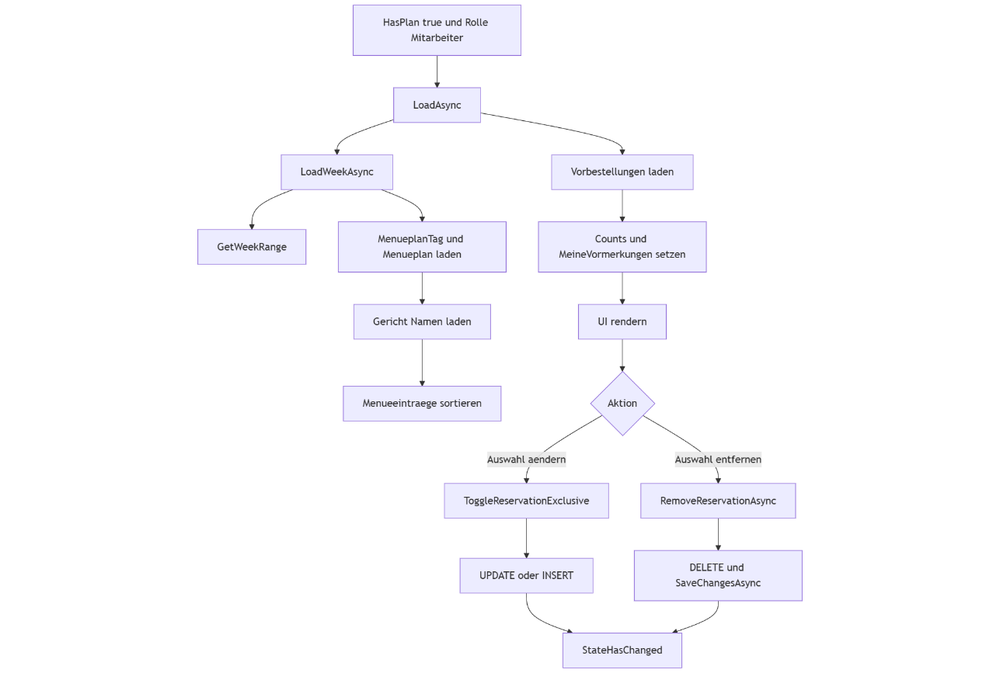 HasPlan true und Rolle
Mitarbeiter
LoadAsync
LoadWeekAsync
Vorbestellungen laden
GetWeekRange
MenueplanTag und
Menueplan laden
Counts und
MeineVormerkungen setzen
Gericht Namen laden
UI rendern
Menueeintraege sortieren
Aktion
Auswahl aendern
Auswahl entfernen
ToggleReservationExclusive
RemoveReservationAsync
UPDATE oder INSERT
DELETE und
SaveChangesAsync
StateHasChanged